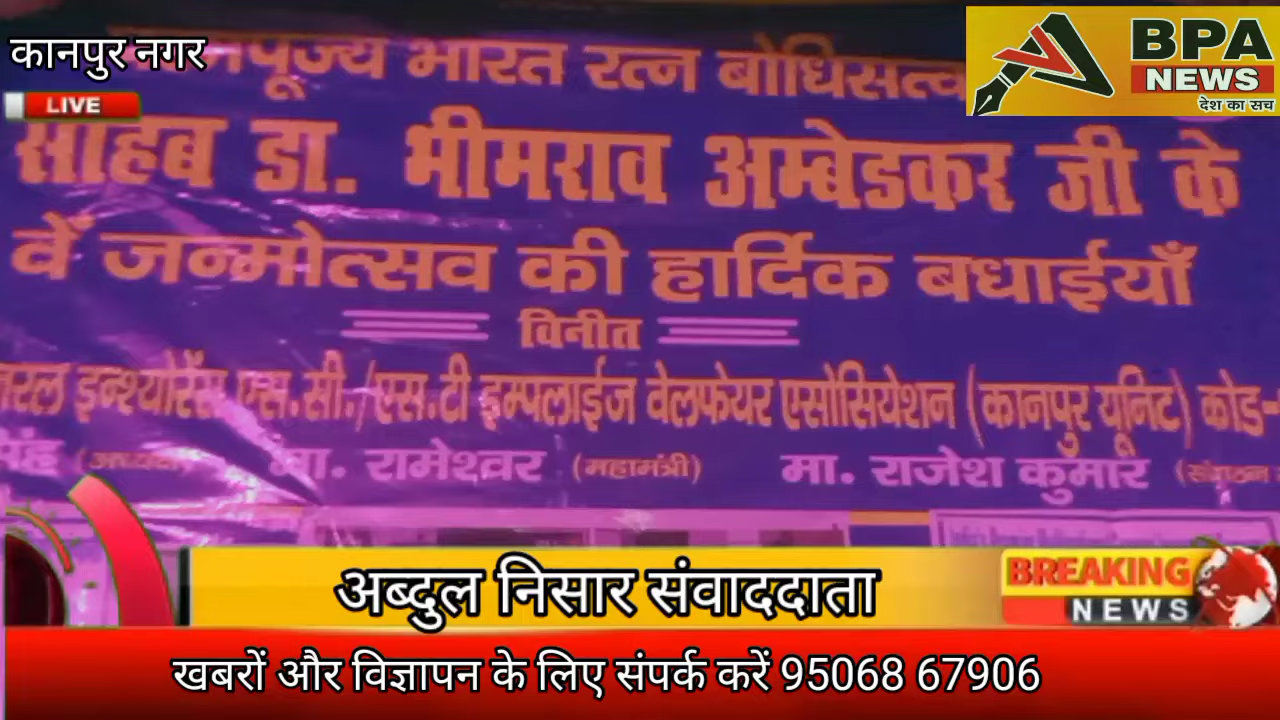 कानपुर नगर
LIVE
BPA
NEWS
देश का सच
भारत रत्न बोधिसत्व
साहब डा. भीमराव अम्बेडकर जी के
वें जन्मोत्सव की हार्दिक बधाईयाँ
विनीत
इन्श्योरेंस एस.सी./एस.टी इम्पलाईज वेलफेयर एसोसियेशन (कानपुर यूनिट) कोड-
(अध्यक्ष) मा. रामेश्वर (महामंत्री) मा. राजेश कुमार
अब्दुल निसार संवाददाता
BREAKING
NEWS
खबरों और विज्ञापन के लिए संपर्क करें 95068 67906